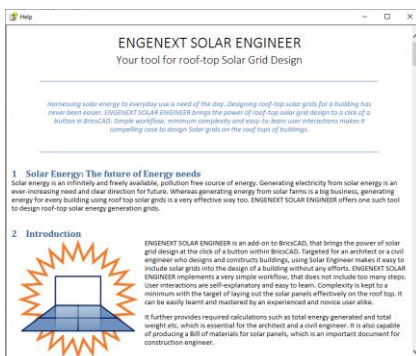 Help
ENGENEXT SOLAR ENGINEER
Your tool for roof-top Solar Grid Design
Harnessing solar energy to everyday use is need of the day. Designing roof-top solar grids for a building has
never been easier. ENGENEXT SOLAR ENGINEER brings the power of roof-top solar grid design to a click of a
button in BricsCAD. Simple workflow, minimum complexity and easy-to-learn user interactions makes it
compelling case to design Solar grids on the roof tops of buildings.
1 Solar Energy: The future of Energy needs
Solar energy is an infinitely and freely available, pollution free source of energy. Generating electricity from solar energy is an
ever-increasing need and clear direction for future. Whereas generating energy from solar farms is a big business, generating
energy for every building using roof top solar grids is a very effective way too. ENGENEXT SOLAR ENGINEER offers one such tool
to design roof-top solar energy generation grids.
2 Introduction
ENGENEXT SOLAR ENGINEER is an add-on to BricsCAD, that brings the power of solar
grid design at the click of a button within BricsCAD. Targeted for an architect or a civil
engineer who designs and constructs buildings, using Solar Engineer makes it easy to
include solar grids into the design of a building without any efforts. ENGENEXT SOLAR
ENGINEER implements a very simple workflow, that does not include too many steps.
User interactions are self-explanatory and easy to learn. Complexity is kept to a
minimum with the target of laying out the solar panels effectively on the roof top. It
can be easily learnt and mastered by an experienced and novice user alike.
It further provides required calculations such as total energy generated and total
weight etc, which is essential for the architect and a civil engineer. It is also capable
of producing a Bill of materials for solar panels, which is an important document for
construction engineer.